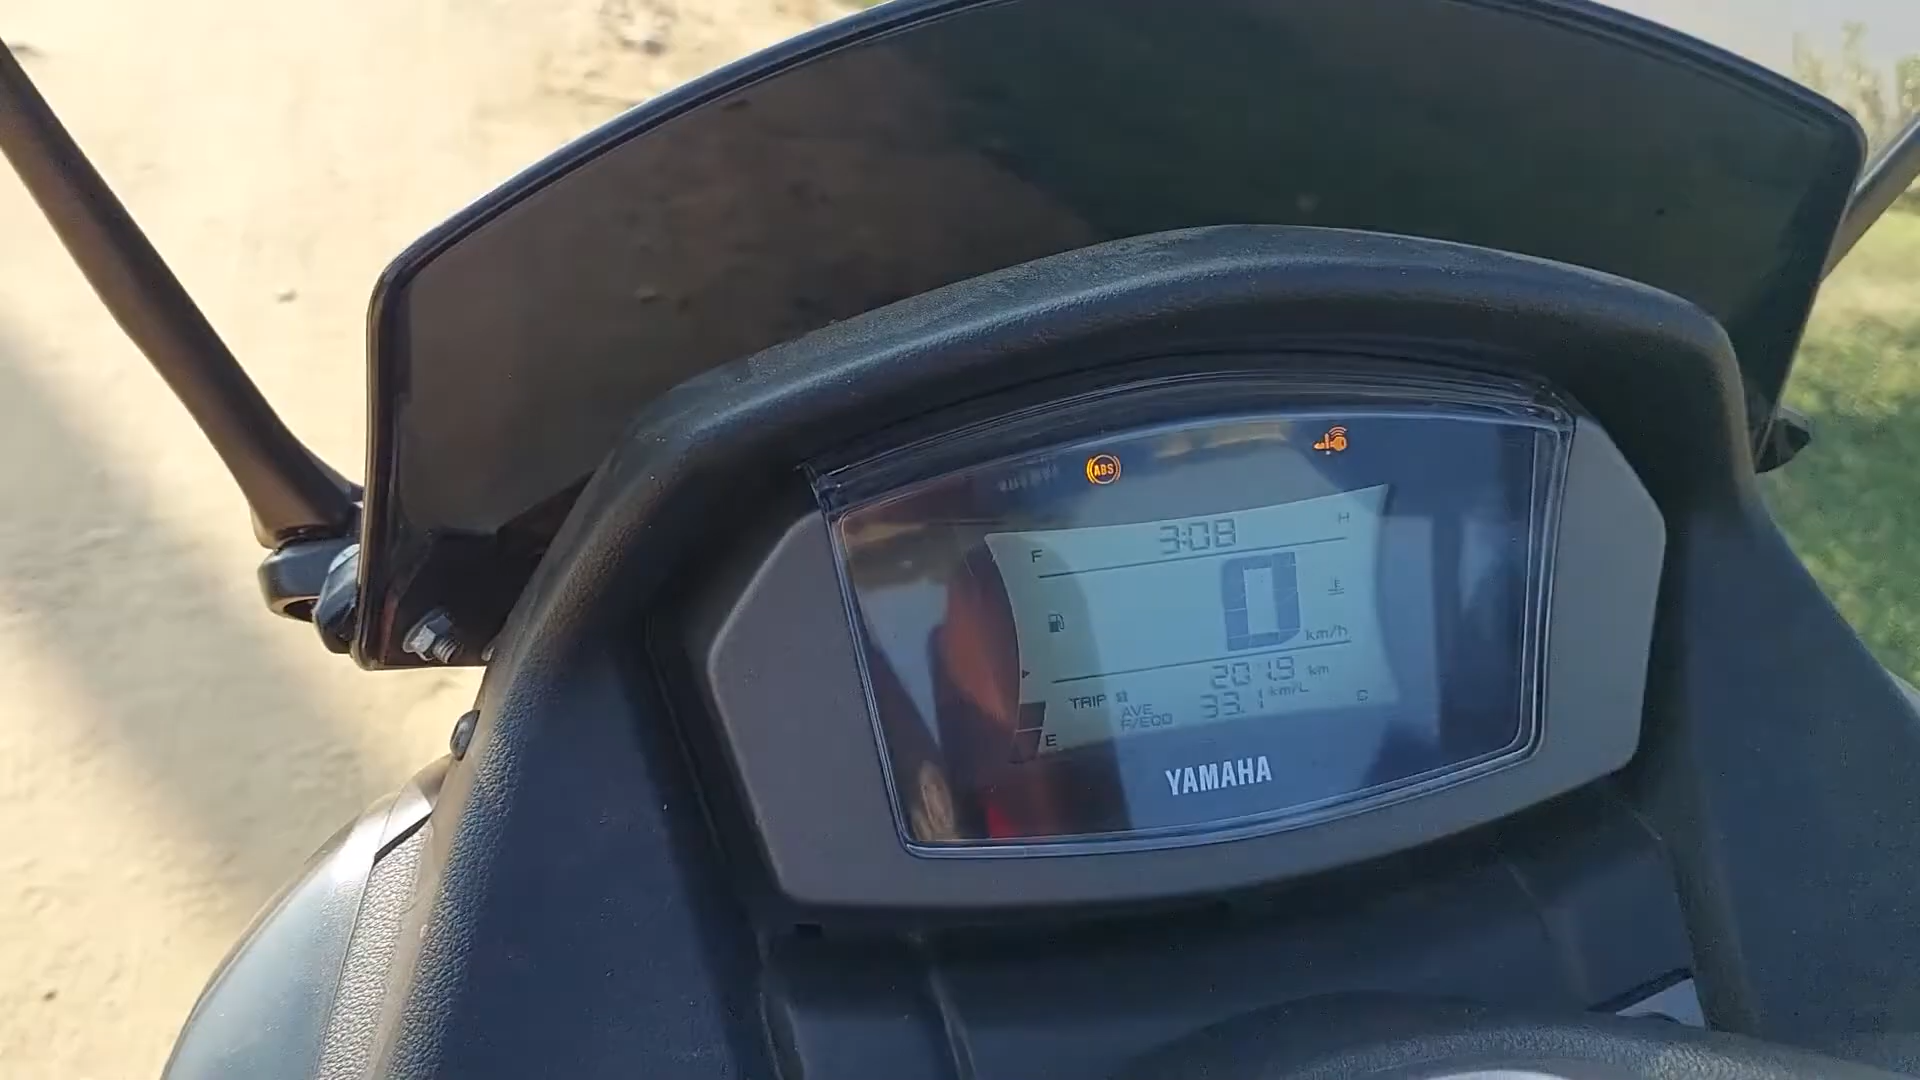 ABS
3:08
H
F
0
km/h
201.9 km
TRIP
AVE
F/ECO
33.1 km/L
C
E
YAMAHA